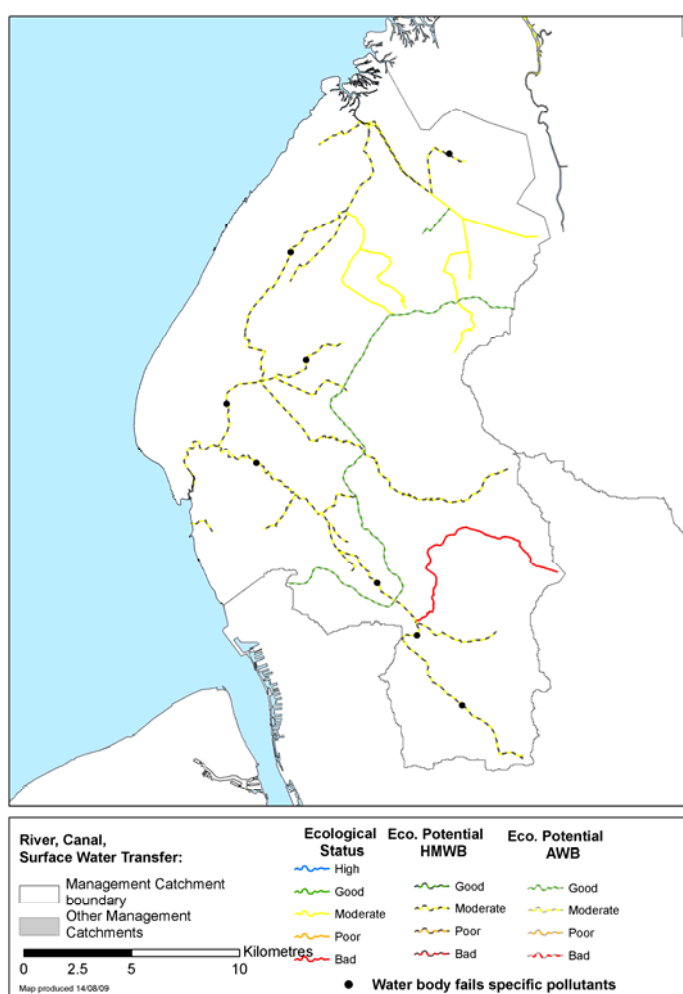 River, Canal,
Surface Water Transfer:
Management Catchment
boundary
Other Management
Catchments
Kilometres
0 2.5 5 10
Map produced 14/08/09
Ecological
Status
High
Good
Moderate
Poor
Bad
Eco. Potential
HMWB
Good
Moderate
Poor
Bad
Eco. Potential
AWB
Good
Moderate
Poor
Bad
Water body fails specific pollutants